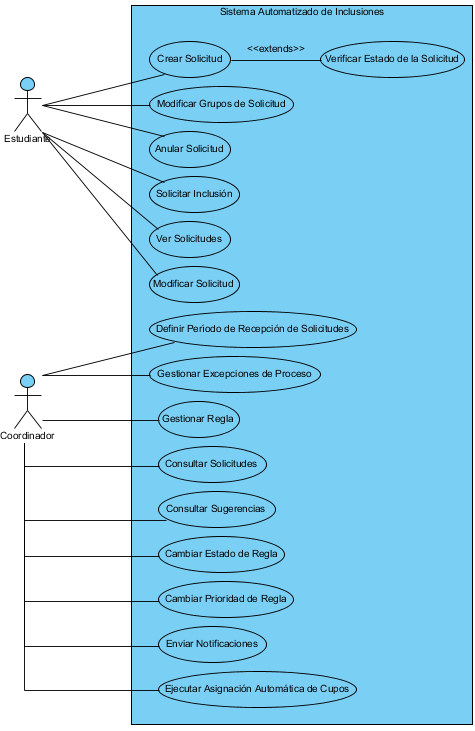 Sistema Automatizado de Inclusiones
Crear Solicitud
<<extends>>
Verificar Estado de la Solicitud
Modificar Grupos de Solicitud
Estudiante
Anular Solicitud
Solicitar Inclusión
Ver Solicitudes
Modificar Solicitud
Definir Período de Recepción de Solicitudes
Gestionar Excepciones de Proceso
Gestionar Regla
Coordinador
Consultar Solicitudes
Consultar Sugerencias
Cambiar Estado de Regla
Cambiar Prioridad de Regla
Enviar Notificaciones
Ejecutar Asignación Automática de Cupos